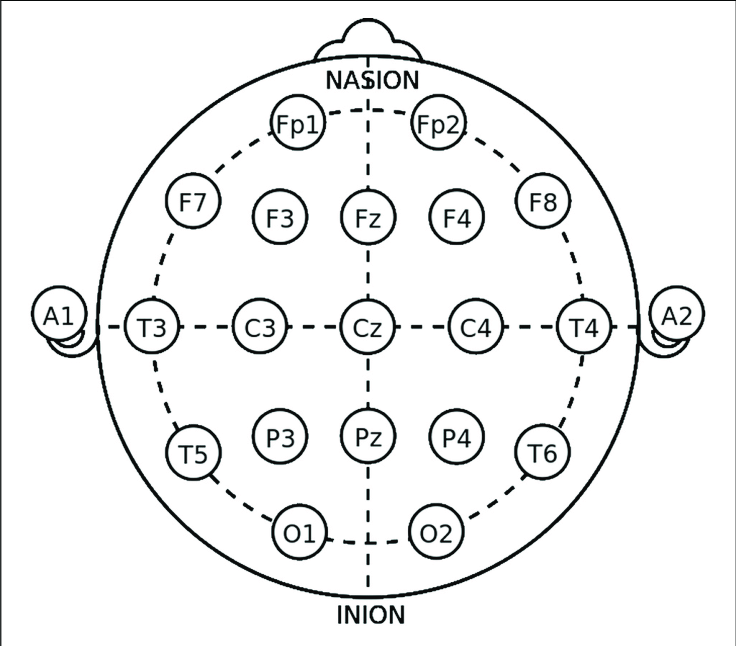 NASION
Fp1 Fp2
F7 F3 Fz F4 F8
A1 T3 C3 Cz C4 T4 A2
T5 P3 Pz P4 T6
O1 O2
INION